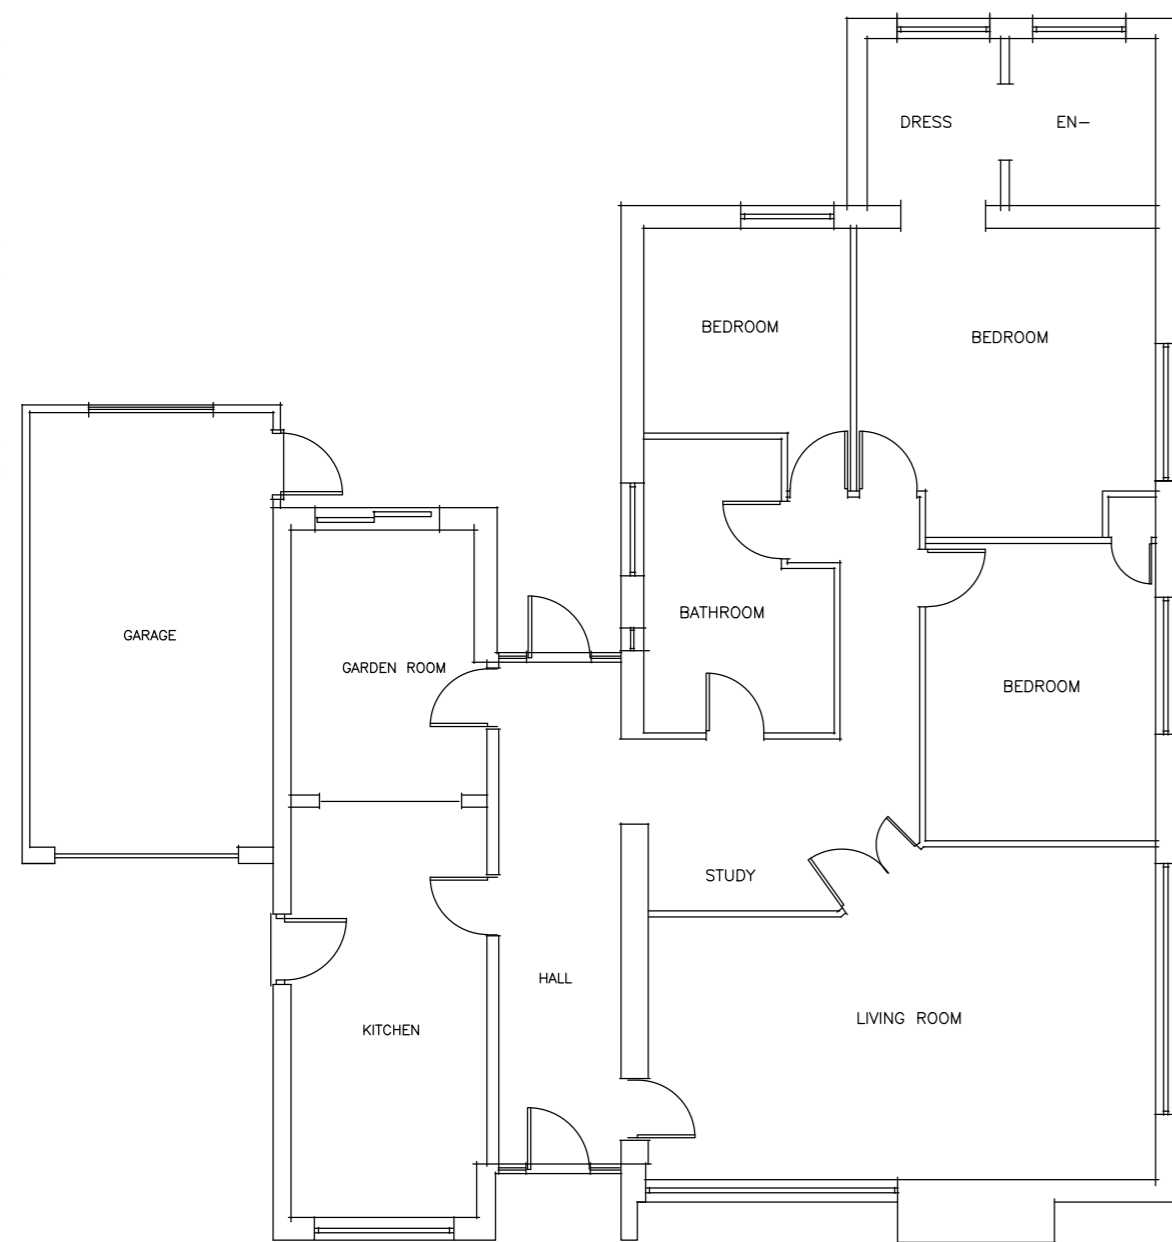 DRESS
EN-
BEDROOM
BEDROOM
BATHROOM
GARAGE
GARDEN ROOM
BEDROOM
STUDY
HALL
LIVING ROOM
KITCHEN